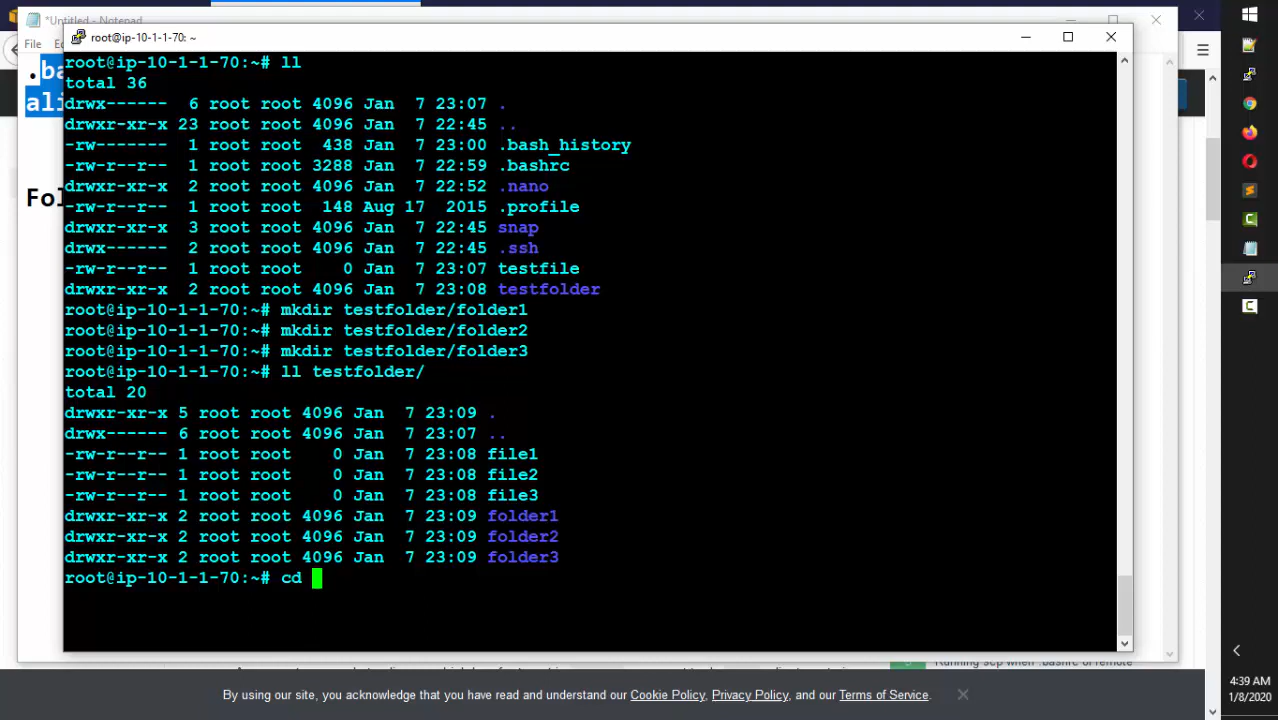 *Untitled - Notepad
root@ip-10-1-1-70: ~
File
.ba
ali
Fol
root@ip-10-1-1-70:~# ll
total 36
drwx------  6 root root 4096 Jan  7 23:07 .
drwxr-xr-x 23 root root 4096 Jan  7 22:45 ..
-rw-------  1 root root  438 Jan  7 23:00 .bash_history
-rw-r--r--  1 root root 3288 Jan  7 22:59 .bashrc
drwxr-xr-x  2 root root 4096 Jan  7 22:52 .nano
-rw-r--r--  1 root root  148 Aug 17  2015 .profile
drwxr-xr-x  3 root root 4096 Jan  7 22:45 snap
drwx------  2 root root 4096 Jan  7 22:45 .ssh
-rw-r--r--  1 root root    0 Jan  7 23:07 testfile
drwxr-xr-x  2 root root 4096 Jan  7 23:08 testfolder
root@ip-10-1-1-70:~# mkdir testfolder/folder1
root@ip-10-1-1-70:~# mkdir testfolder/folder2
root@ip-10-1-1-70:~# mkdir testfolder/folder3
root@ip-10-1-1-70:~# ll testfolder/
total 20
drwxr-xr-x 5 root root 4096 Jan  7 23:09 .
drwx------ 6 root root 4096 Jan  7 23:07 ..
-rw-r--r-- 1 root root    0 Jan  7 23:08 file1
-rw-r--r-- 1 root root    0 Jan  7 23:08 file2
-rw-r--r-- 1 root root    0 Jan  7 23:08 file3
drwxr-xr-x 2 root root 4096 Jan  7 23:09 folder1
drwxr-xr-x 2 root root 4096 Jan  7 23:09 folder2
drwxr-xr-x 2 root root 4096 Jan  7 23:09 folder3
root@ip-10-1-1-70:~# cd
Running scp when .bashrc of remote
By using our site, you acknowledge that you have read and understand our Cookie Policy, Privacy Policy, and our Terms of Service.
4:39 AM
1/8/2020